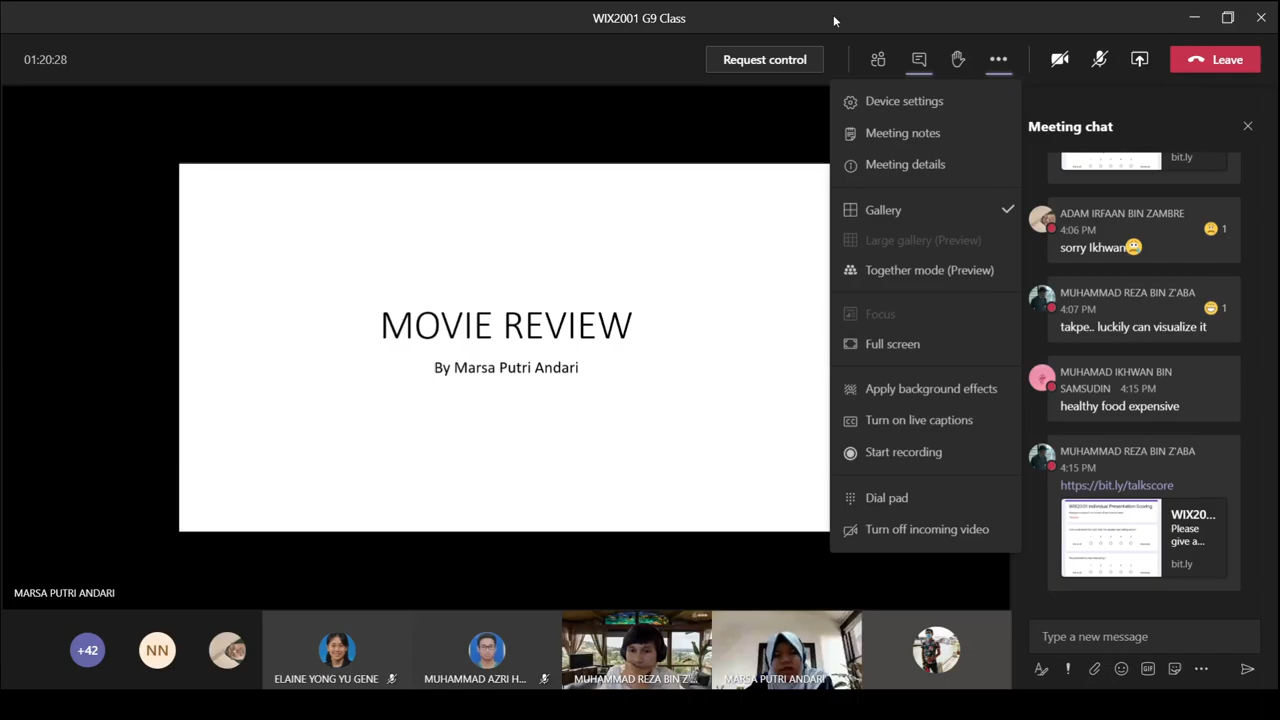 WIX2001 G9 Class
01:20:28
Request control
Leave
Device settings
Meeting notes
Meeting details
Gallery
Large gallery (Preview)
Together mode (Preview)
Focus
Full screen
Apply background effects
Turn on live captions
Start recording
Dial pad
Turn off incoming video
MOVIE REVIEW
By Marsa Putri Andari
MARSA PUTRI ANDARI
Meeting chat
bit.ly
ADAM IRFAAN BIN ZAMBRE
4:06 PM
1
sorry Ikhwan
MUHAMMAD REZA BIN Z'ABA
4:07 PM
1
takpe.. luckily can visualize it
MUHAMAD IKHWAN BIN
SAMSUDIN 4:15 PM
healthy food expensive
MUHAMMAD REZA BIN Z'ABA
4:15 PM
https://bit.ly/talkscore
WIX2001 Individual Presentation Scoring
WIX20...
Please
give a...
bit.ly
Type a new message
GIF
+42
NN
ELAINE YONG YU GENE
MUHAMMAD AZRI H...
MUHAMMAD REZA BIN Z'...
MARSA PUTRI ANDARI